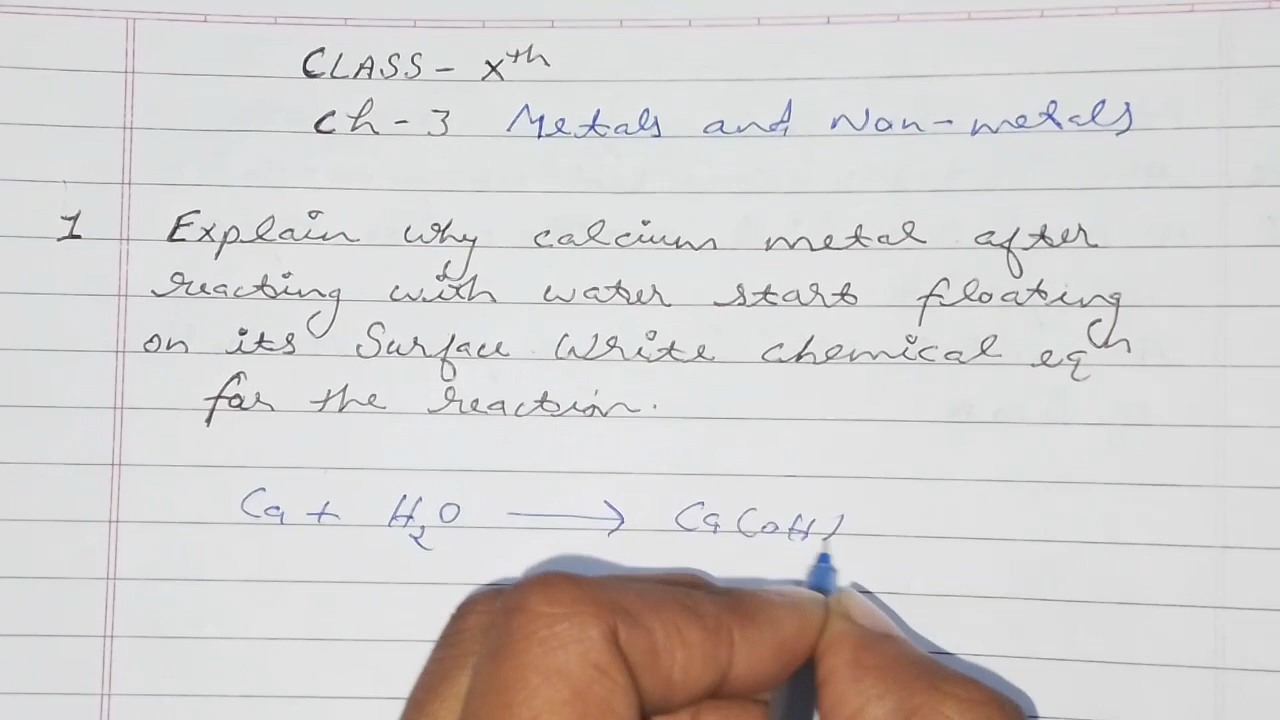 CLASS - Xth
Ch - 3 Metals and Non-metals
1 Explain why calcium metal after
reacting with water start floating
on its Surface. Write chemical eqn
for the reaction.
Ca + H2O ⟶ Ca(OH)